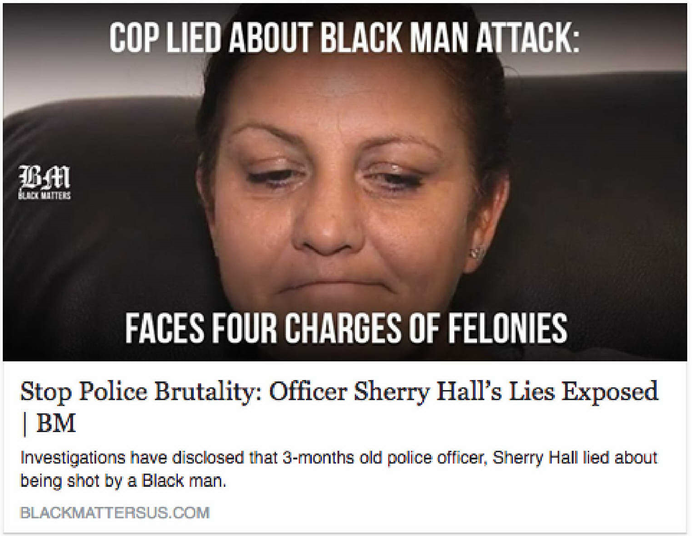 COP LIED ABOUT BLACK MAN ATTACK:
BM
BLACK MATTERS
FACES FOUR CHARGES OF FELONIES
Stop Police Brutality: Officer Sherry Hall’s Lies Exposed
| BM
Investigations have disclosed that 3-months old police officer, Sherry Hall lied about
being shot by a Black man.
BLACKMATTERSUS.COM